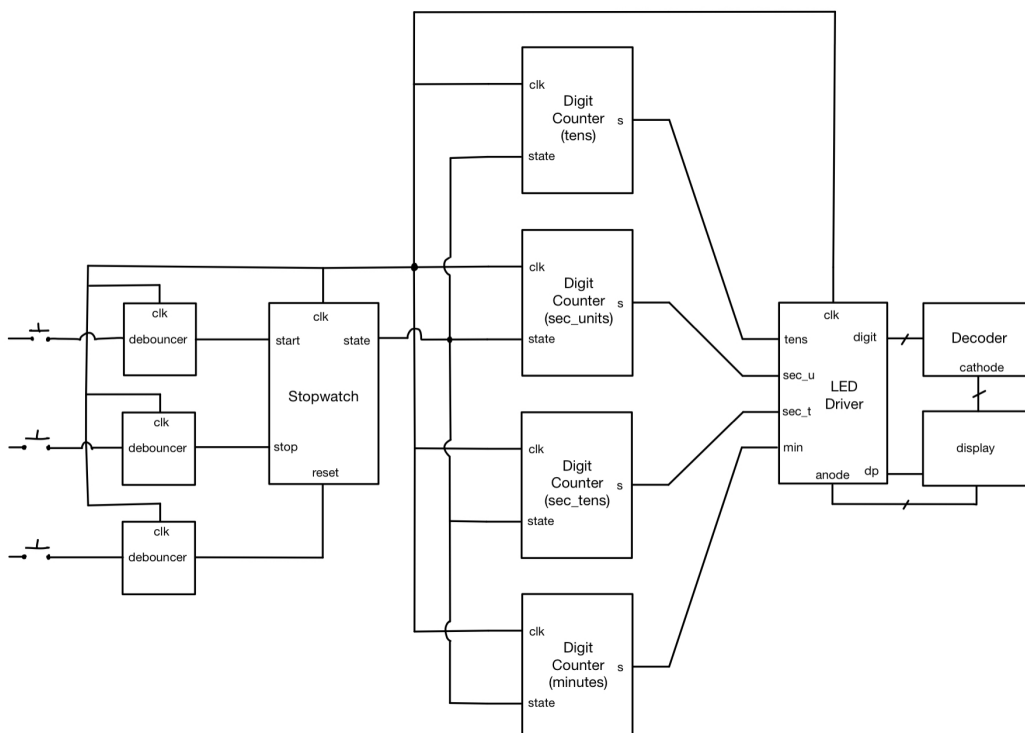 clk
Digit
Counter
(tens)
s
state
clk
Digit
Counter
(sec_units)
s
state
clk
debouncer
clk
start
state
Stopwatch
stop
reset
clk
debouncer
clk
debouncer
clk
Digit
Counter
(sec_tens)
s
state
clk
Digit
Counter
(minutes)
s
state
clk
tens
digit
sec_u
LED
Driver
sec_t
min
dp
anode
Decoder
cathode
display